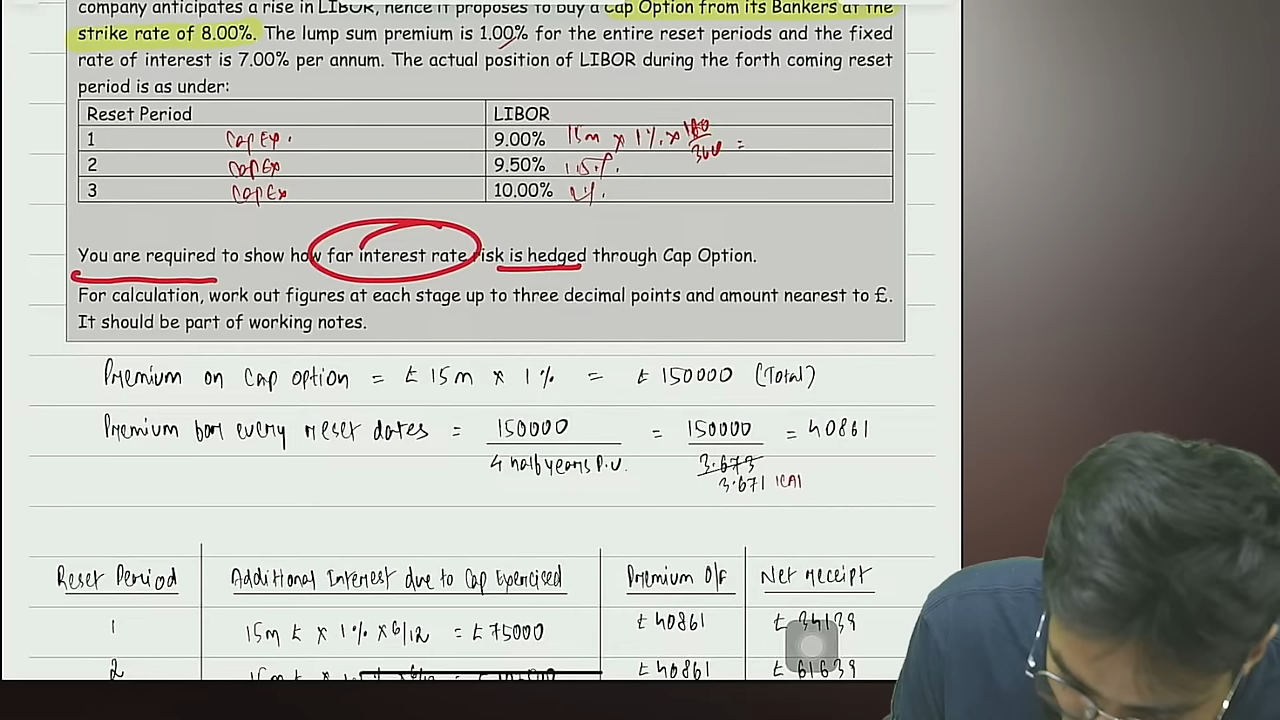 company anticipates a rise in LIBOR, hence it proposes to buy a Cap Option from its Bankers at the
strike rate of 8.00%. The lump sum premium is 1.00% for the entire reset periods and the fixed
rate of interest is 7.00% per annum. The actual position of LIBOR during the forth coming reset
period is as under:
Reset Period LIBOR
1 Cap Ex. 9.00% 15m x 1% x 180/360 =
2 Cap Ex 9.50% 1.5%.
3 Cap Ex 10.00% 2%.
You are required to show how far interest rate risk is hedged through Cap Option.
For calculation, work out figures at each stage up to three decimal points and amount nearest to £.
It should be part of working notes.
Premium on Cap option = £ 15m x 1% = £ 150000 (Total)
Premium for every reset dates = 150000 / 4 half years P.V. = 150000 / 3.673 3.671 ICAI = 40861
Reset Period Additional Interest due to Cap Exercised Premium O/F Net receipt
1 15m £ x 1% x 6/12 = £ 75000 £ 40861 £ 34139
2 £ 40861 £ 61639